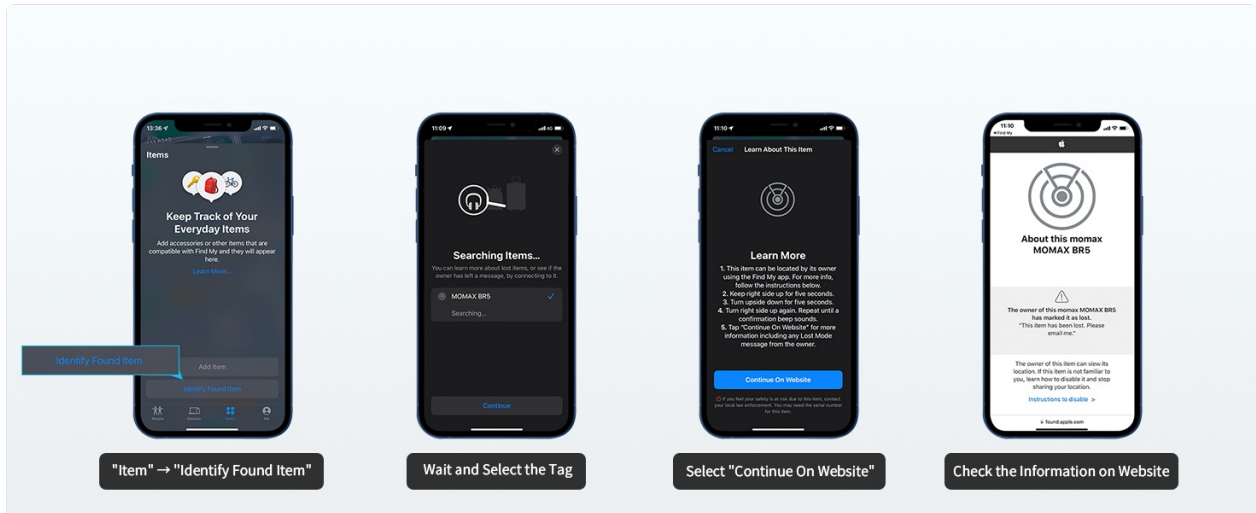 13:36
Items
Keep Track of Your
Everyday Items
Add accessories or other items that are
compatible with Find My and they will appear
here.
Learn More...
Identify Found Item
Add Item
Identify Found Item
People
Devices
Items
Me
"Item" → "Identify Found Item"
11:09
4G
Searching Items...
You can learn more about lost items, or see if the
owner has left a message, by connecting to it.
MOMAX BR5
Searching...
Continue
Wait and Select the Tag
11:10
Cancel
Learn About This Item
Learn More
1. This item can be located by its owner
using the Find My app. For more info,
follow the instructions below.
2. Keep right side up for five seconds.
3. Turn upside down for five seconds.
4. Turn right side up again. Repeat until a
confirmation beep sounds.
5. Tap "Continue On Website" for more
information including any Lost Mode
message from the owner.
Continue On Website
If you feel your safety is at risk due to this item, contact
your local law enforcement. You may need the serial number
for this item.
Select "Continue On Website"
11:10
Find My
About this momax
MOMAX BR5
The owner of this momax MOMAX BR5
has marked it as lost.
"This item has been lost. Please
email me."
The owner of this item can view its
location. If this item is not familiar to
you, learn how to disable it and stop
sharing your location.
Instructions to disable >
found.apple.com
Check the Information on Website